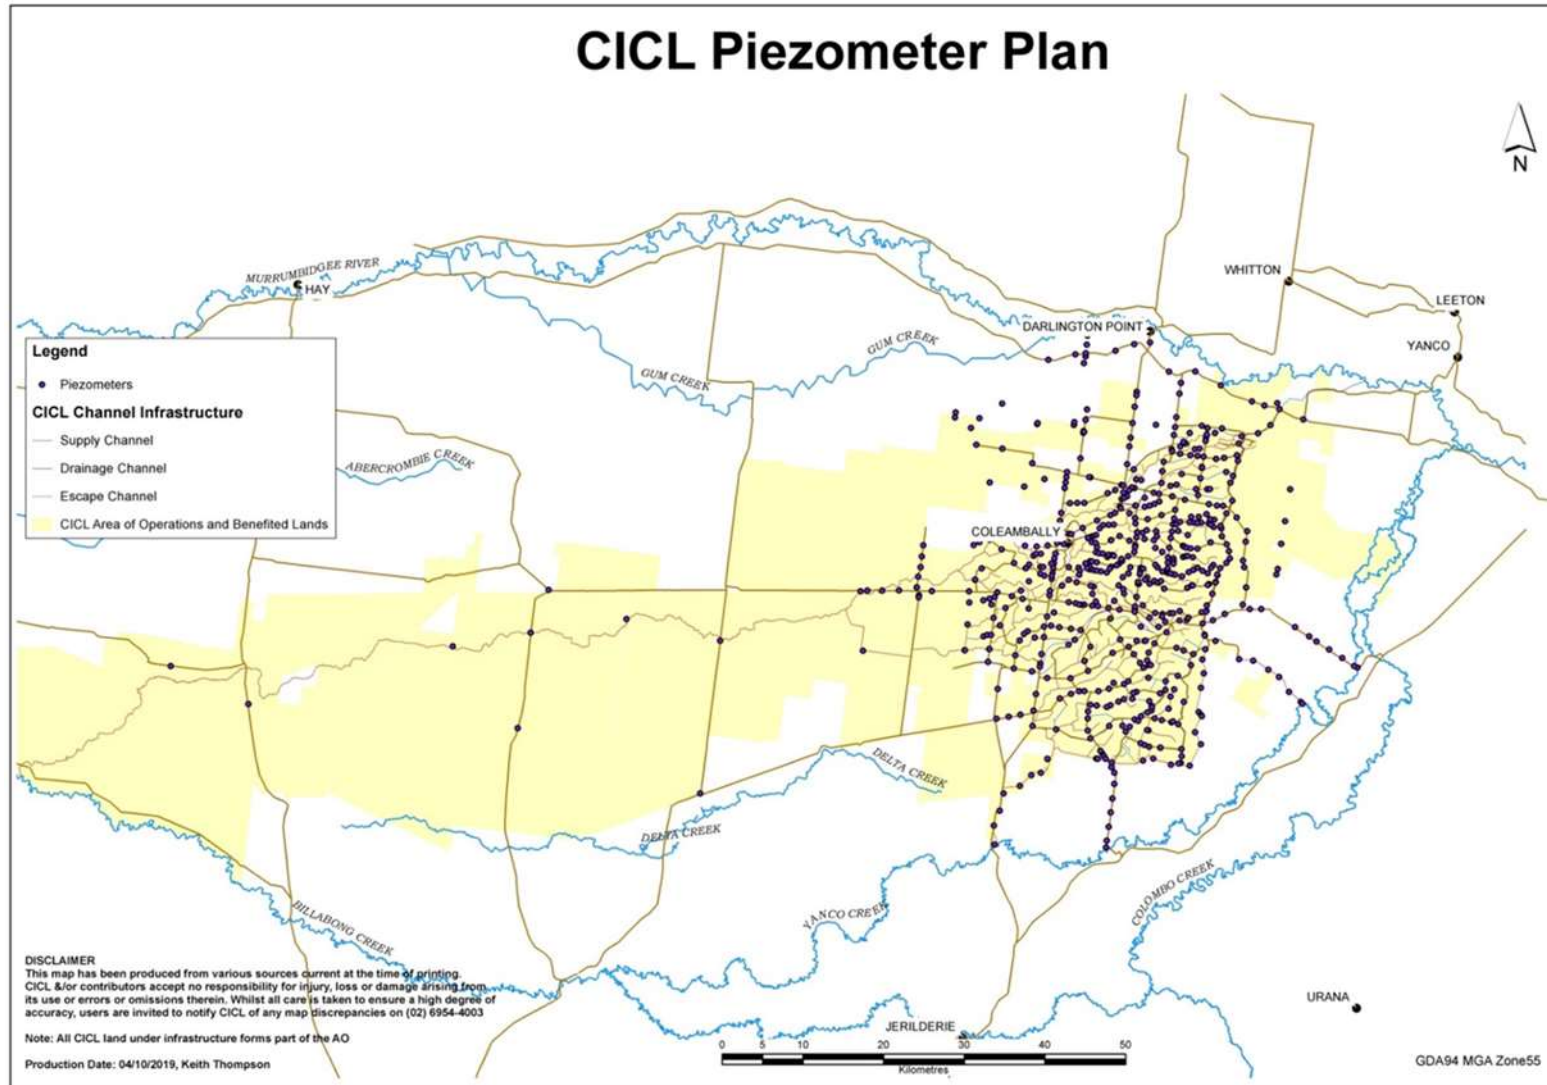 CICL Piezometer Plan
N
MURRUMBIDGEE RIVER
HAY
WHITTON
LEETON
DARLINGTON POINT
YANCO
GUM CREEK
GUM CREEK
Legend
Piezometers
CICL Channel Infrastructure
Supply Channel
Drainage Channel
Escape Channel
CICL Area of Operations and Benefited Lands
ABERCROMBIE CREEK
COLEAMBALLY
DELTA CREEK
DELTA CREEK
BILLABONG CREEK
YANCO CREEK
COLOMBO CREEK
DISCLAIMER
This map has been produced from various sources current at the time of printing.
CICL &/or contributors accept no responsibility for injury, loss or damage arising from
its use or errors or omissions therein. Whilst all care is taken to ensure a high degree of
accuracy, users are invited to notify CICL of any map discrepancies on (02) 6954-4003
Note: All CICL land under infrastructure forms part of the AO
Production Date: 04/10/2019, Keith Thompson
URANA
JERILDERIE
0 5 10 20 30 40 50
Kilometres
GDA94 MGA Zone55